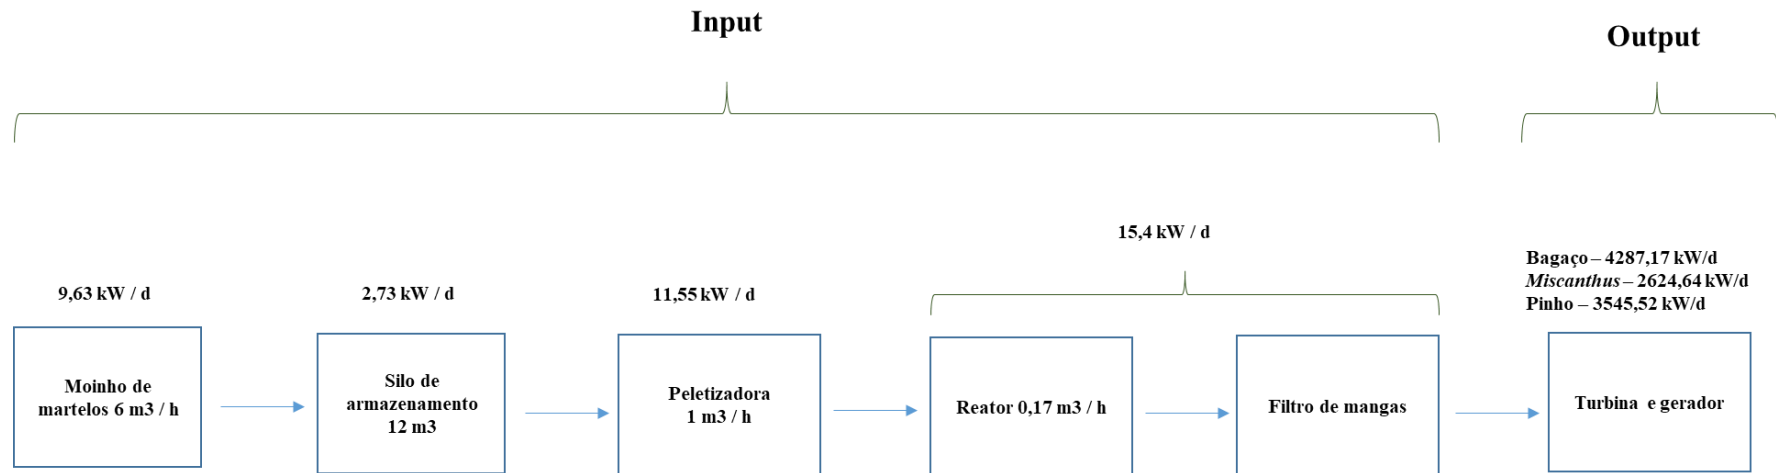 Input
Output
15,4 kW / d
Bagaço – 4287,17 kW/d
Miscanthus – 2624,64 kW/d
Pinho – 3545,52 kW/d
9,63 kW / d
2,73 kW / d
11,55 kW / d
Moinho de
martelos 6 m3 / h
Silo de
armazenamento
12 m3
Peletizadora
1 m3 / h
Reator 0,17 m3 / h
Filtro de mangas
Turbina e gerador